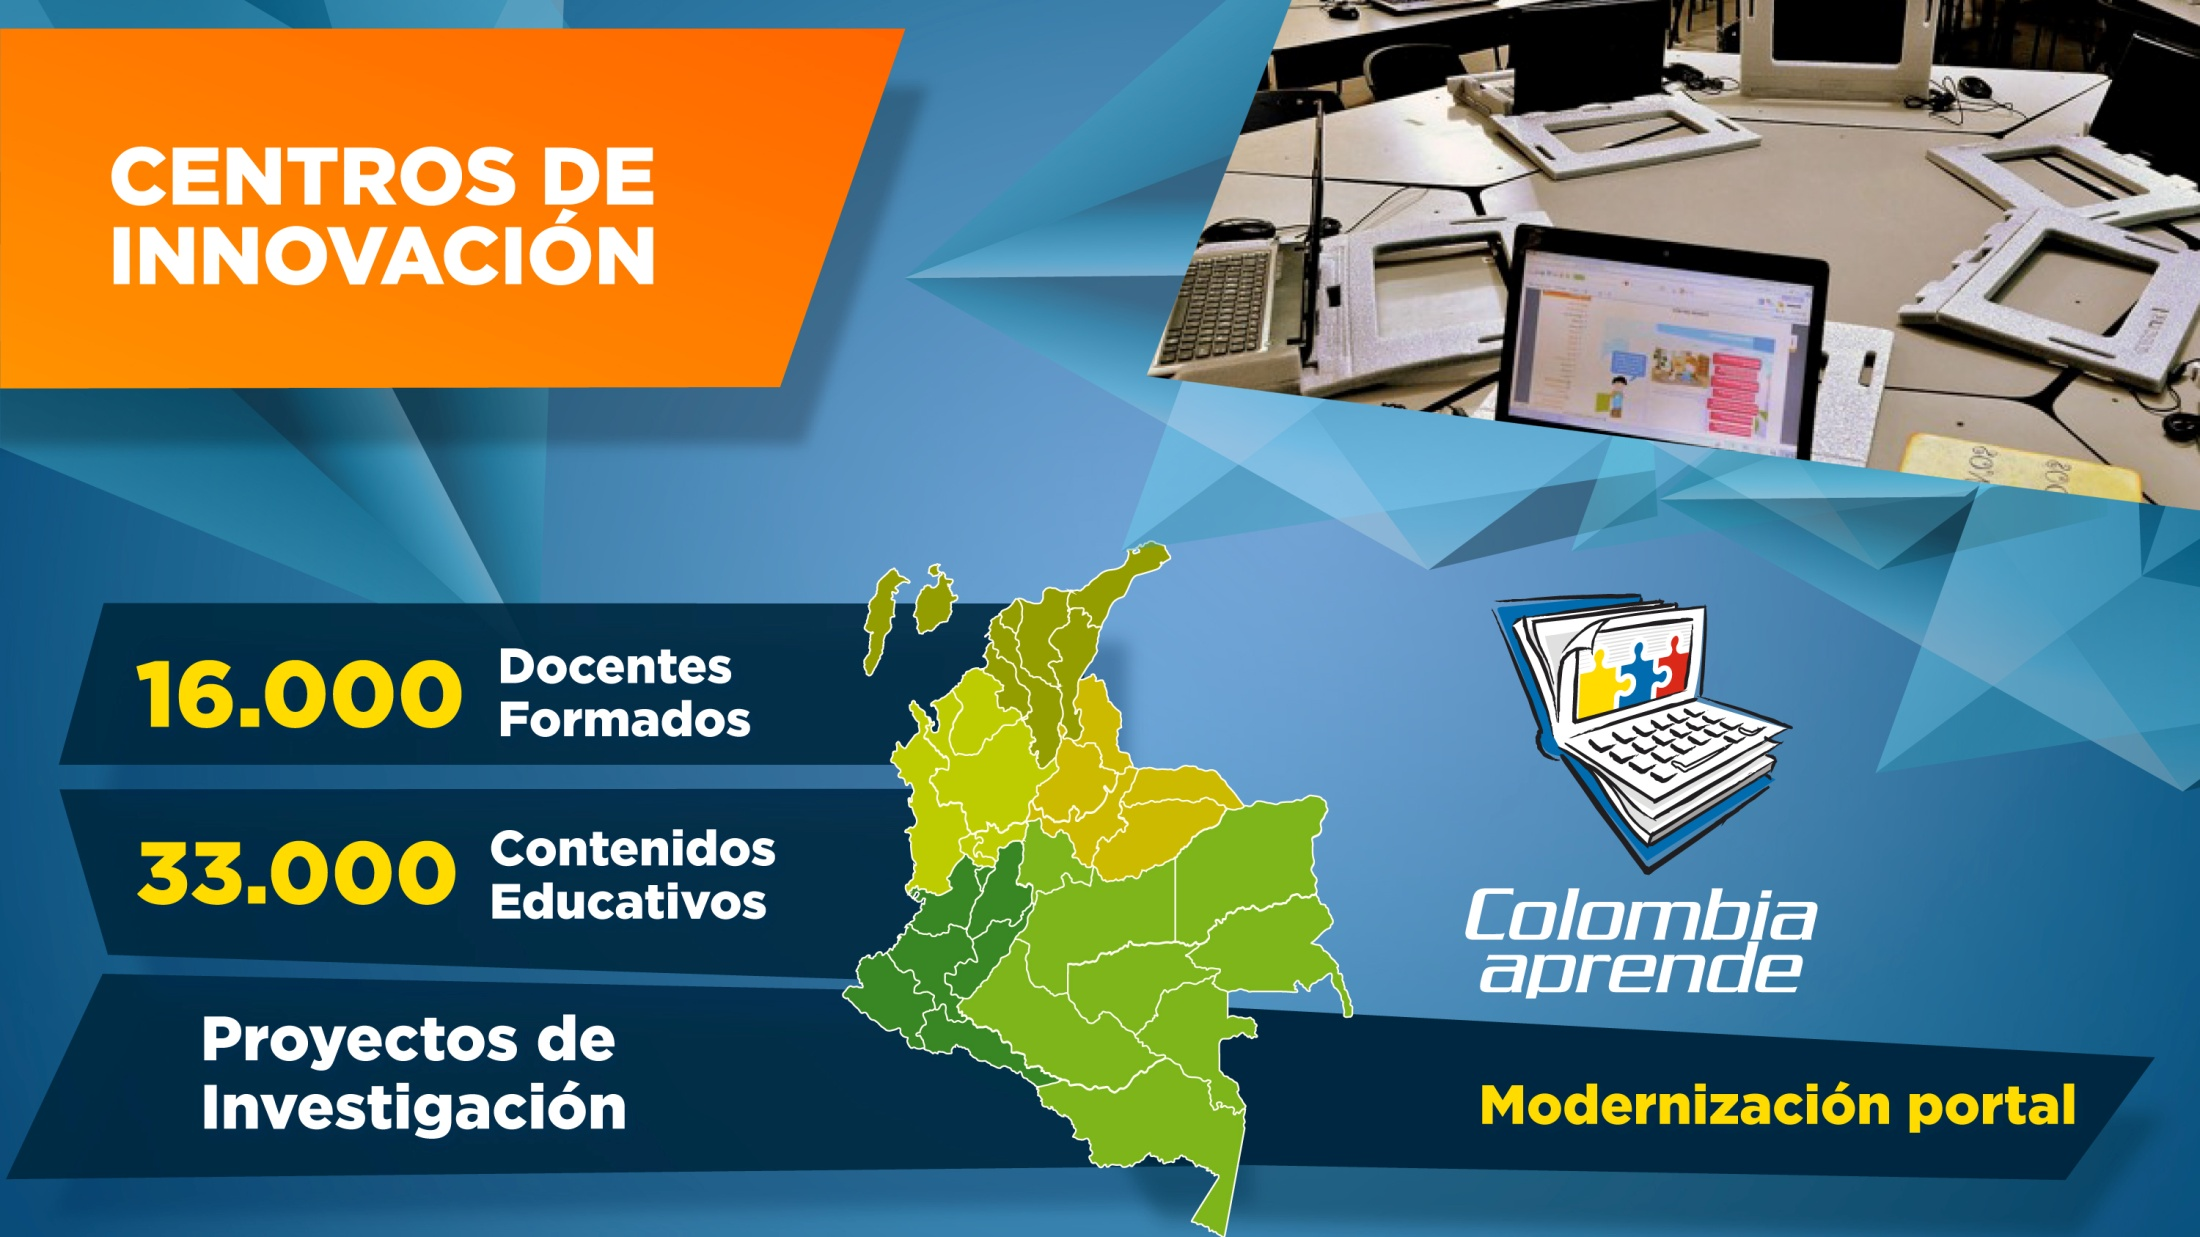 CENTROS DE
INNOVACIÓN
16.000
Docentes
Formados
33.000
Contenidos
Educativos
Proyectos de
Investigación
Colombia
aprende
Modernización portal